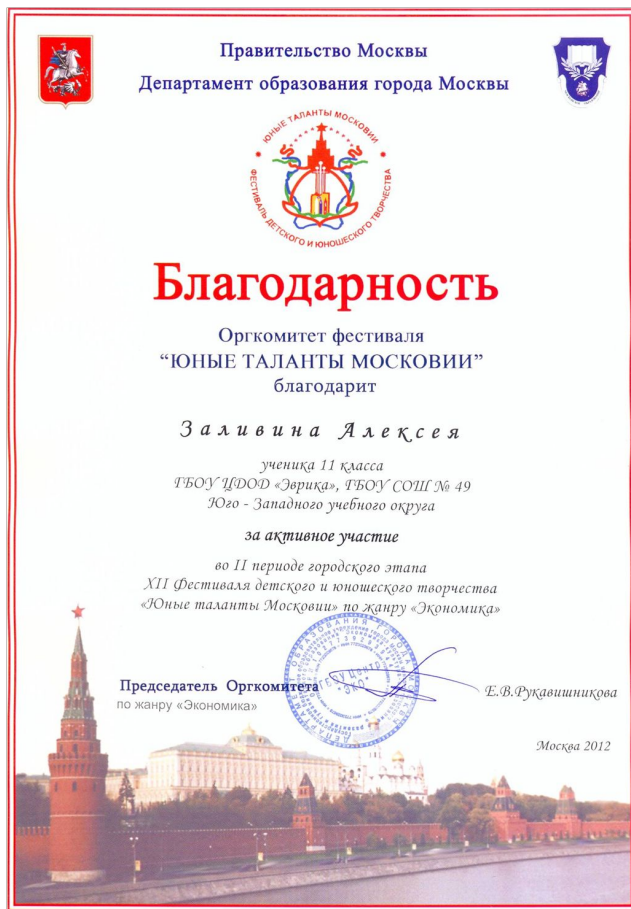 Правительство Москвы
Департамент образования города Москвы
ЮНЫЕ ТАЛАНТЫ МОСКОВИИ
ФЕСТИВАЛЬ ДЕТСКОГО И ЮНОШЕСКОГО ТВОРЧЕСТВА
Благодарность
Оргкомитет фестиваля
“ЮНЫЕ ТАЛАНТЫ МОСКОВИИ”
благодарит
Заливина Алексея
ученика 11 класса
ГБОУ ЦДОД «Эврика», ГБОУ СОШ № 49
Юго - Западного учебного округа
за активное участие
во II периоде городского этапа
XII Фестиваля детского и юношеского творчества
«Юные таланты Московии» по жанру «Экономика»
Председатель Оргкомитета
по жанру «Экономика»
Е.В.Рукавишникова
Москва 2012